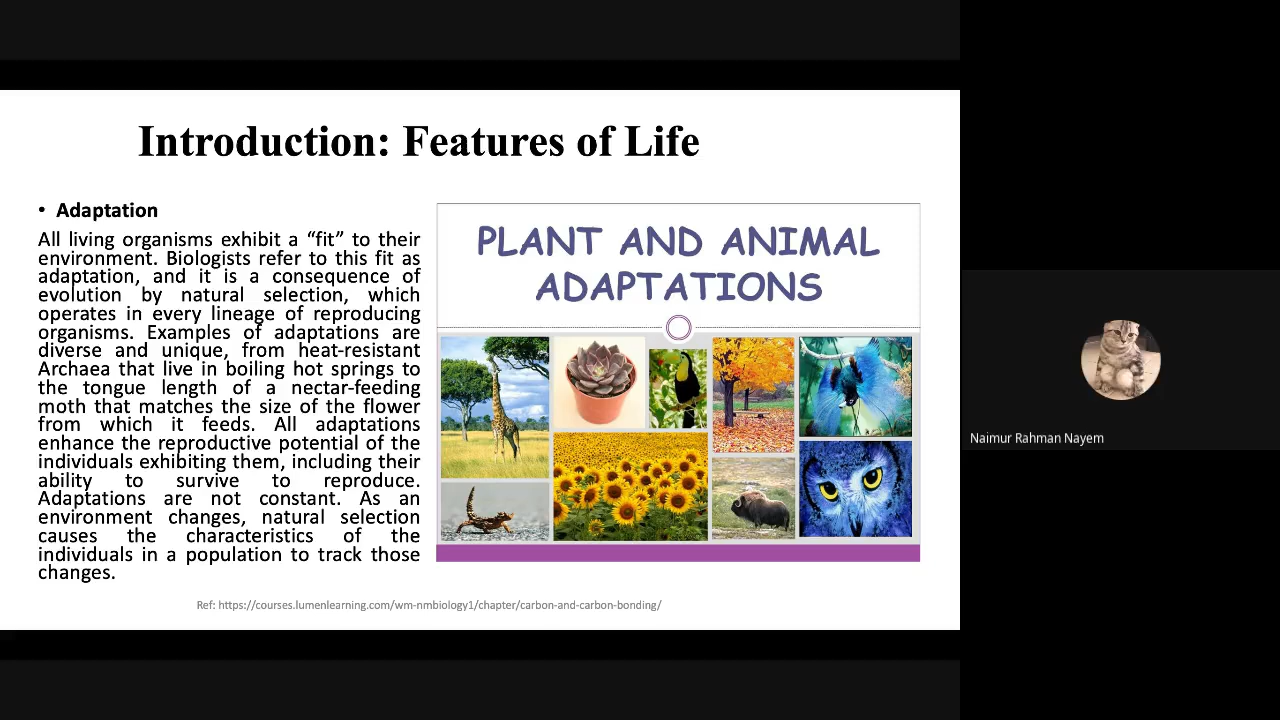 Introduction: Features of Life
• Adaptation
All living organisms exhibit a “fit” to their
environment. Biologists refer to this fit as
adaptation, and it is a consequence of
evolution by natural selection, which
operates in every lineage of reproducing
organisms. Examples of adaptations are
diverse and unique, from heat-resistant
Archaea that live in boiling hot springs to
the tongue length of a nectar-feeding
moth that matches the size of the flower
from which it feeds. All adaptations
enhance the reproductive potential of the
individuals exhibiting them, including their
ability to survive to reproduce.
Adaptations are not constant. As an
environment changes, natural selection
causes the characteristics of the
individuals in a population to track those
changes.
PLANT AND ANIMAL
ADAPTATIONS
Ref: https://courses.lumenlearning.com/wm-nmbiology1/chapter/carbon-and-carbon-bonding/
Naimur Rahman Nayem